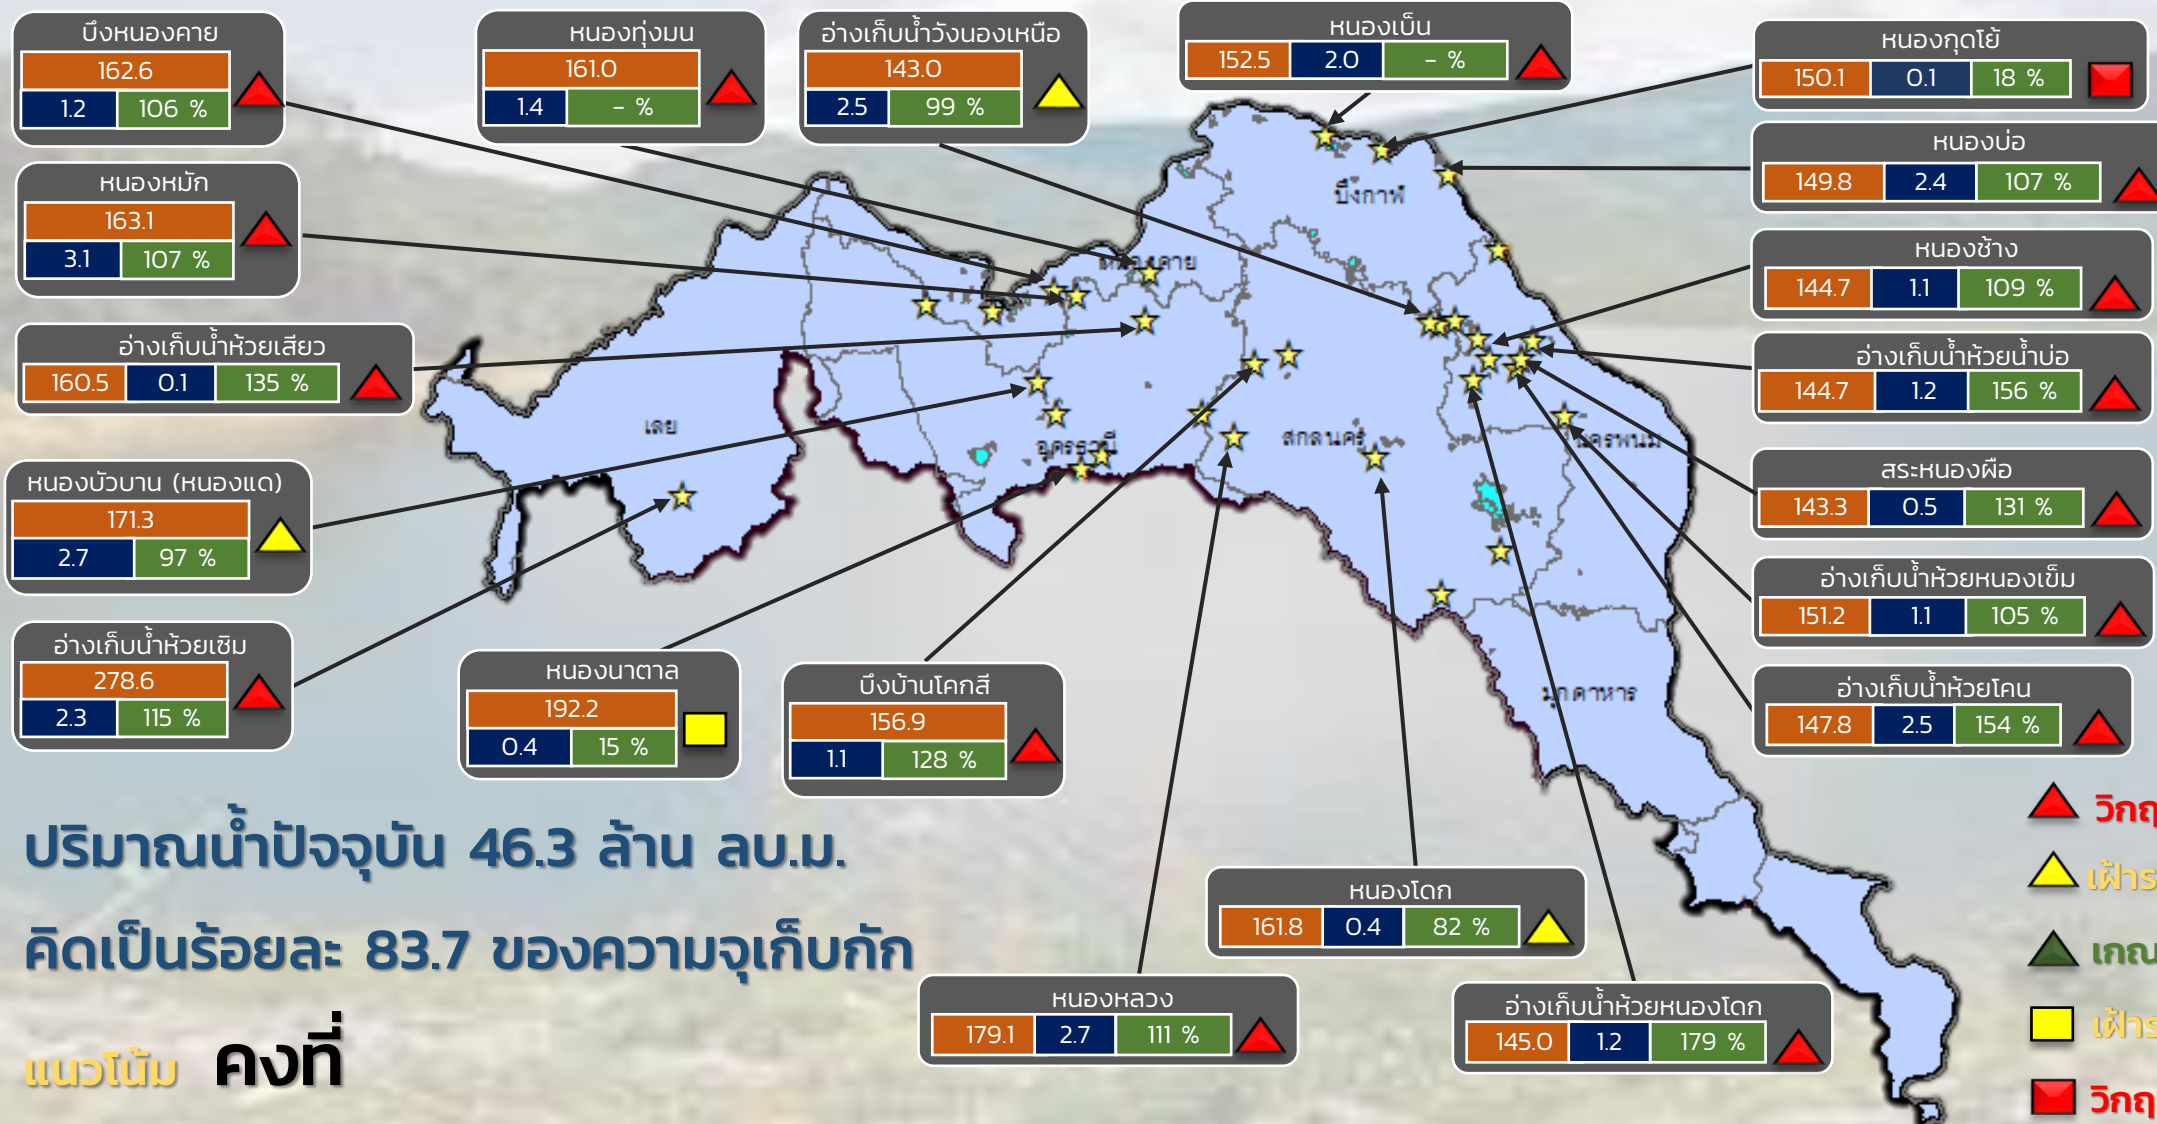 บึงหนองคาย
162.6
1.2 106 %
หนองทุ่งมน
161.0
1.4 - %
อ่างเก็บน้ำวังนองเหนือ
143.0
2.5 99 %
หนองเบ็น
152.5 2.0 - %
หนองกุดโย้
150.1 0.1 18 %
หนองหมัก
163.1
3.1 107 %
หนองบ่อ
149.8 2.4 107 %
หนองช้าง
144.7 1.1 109 %
อ่างเก็บน้ำห้วยเสียว
160.5 0.1 135 %
อ่างเก็บน้ำห้วยน้ำบ่อ
144.7 1.2 156 %
หนองบัวบาน (หนองแด)
171.3
2.7 97 %
สระหนองผือ
143.3 0.5 131 %
อ่างเก็บน้ำห้วยหนองเข็ม
151.2 1.1 105 %
อ่างเก็บน้ำห้วยเซิม
278.6
2.3 115 %
หนองนาตาล
192.2
0.4 15 %
บึงบ้านโคกสี
156.9
1.1 128 %
อ่างเก็บน้ำห้วยโคน
147.8 2.5 154 %
บึงกาฬ
เลย
อุดรธานี
สกลนคร
นครพนม
มุกดาหาร
ปริมาณน้ำปัจจุบัน 46.3 ล้าน ลบ.ม.
คิดเป็นร้อยละ 83.7 ของความจุเก็บกัก
แนวโน้ม คงที่
หนองโดก
161.8 0.4 82 %
หนองหลวง
179.1 2.7 111 %
อ่างเก็บน้ำห้วยหนองโดก
145.0 1.2 179 %